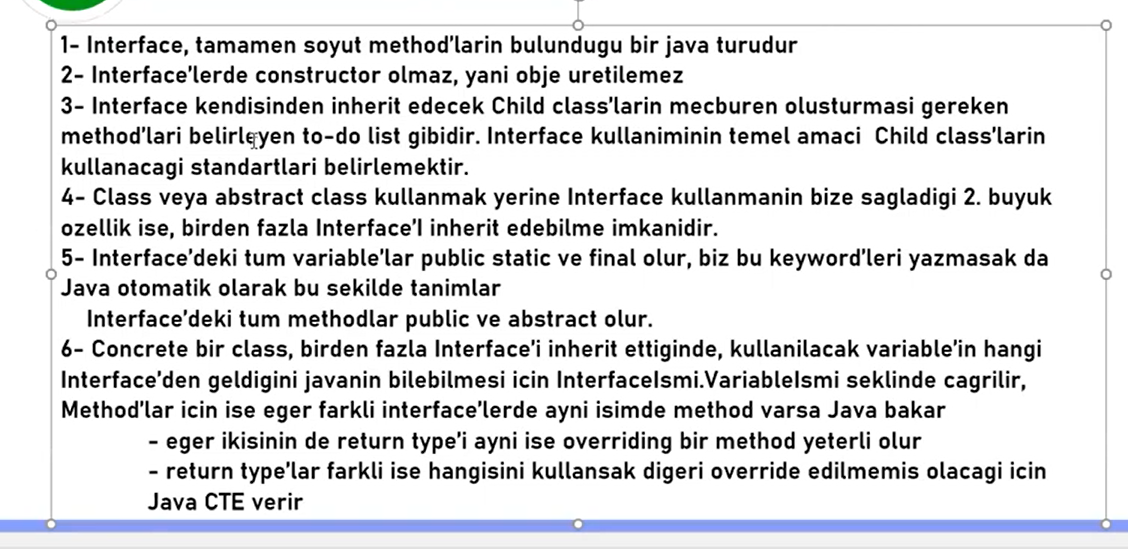 1- Interface, tamamen soyut method'larin bulundugu bir java turudur
2- Interface'lerde constructor olmaz, yani obje uretilemez
3- Interface kendisinden inherit edecek Child class'larin mecburen olusturmasi gereken
method'lari belirleyen to-do list gibidir. Interface kullaniminin temel amaci  Child class'larin
kullanacagi standartlari belirlemektir.
4- Class veya abstract class kullanmak yerine Interface kullanmanin bize sagladigi 2. buyuk
ozellik ise, birden fazla Interface'I inherit edebilme imkanidir.
5- Interface'deki tum variable'lar public static ve final olur, biz bu keyword'leri yazmasak da
Java otomatik olarak bu sekilde tanimlar
Interface'deki tum methodlar public ve abstract olur.
6- Concrete bir class, birden fazla Interface'i inherit ettiginde, kullanilacak variable'in hangi
Interface'den geldigini javanin bilebilmesi icin InterfaceIsmi.VariableIsmi seklinde cagrilir,
Method'lar icin ise eger farkli interface'lerde ayni isimde method varsa Java bakar
- eger ikisinin de return type'i ayni ise overriding bir method yeterli olur
- return type'lar farkli ise hangisini kullansak digeri override edilmemis olacagi icin
Java CTE verir